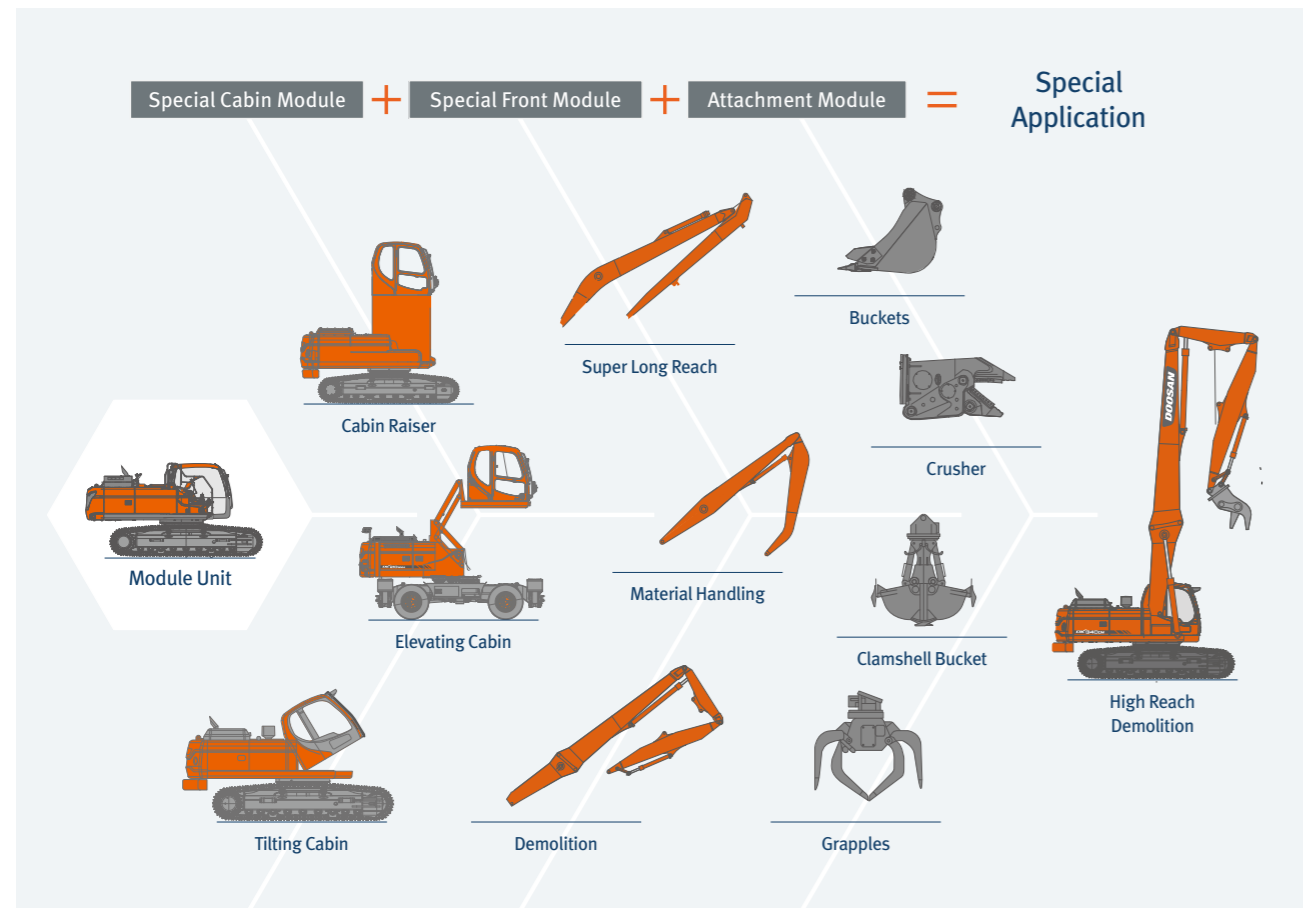 Special Cabin Module + Special Front Module + Attachment Module = Special
Application
Buckets
Super Long Reach
Cabin Raiser
Crusher
DOOSAN
Module Unit
Material Handling
Elevating Cabin
Clamshell Bucket
High Reach
Demolition
Tilting Cabin
Demolition
Grapples